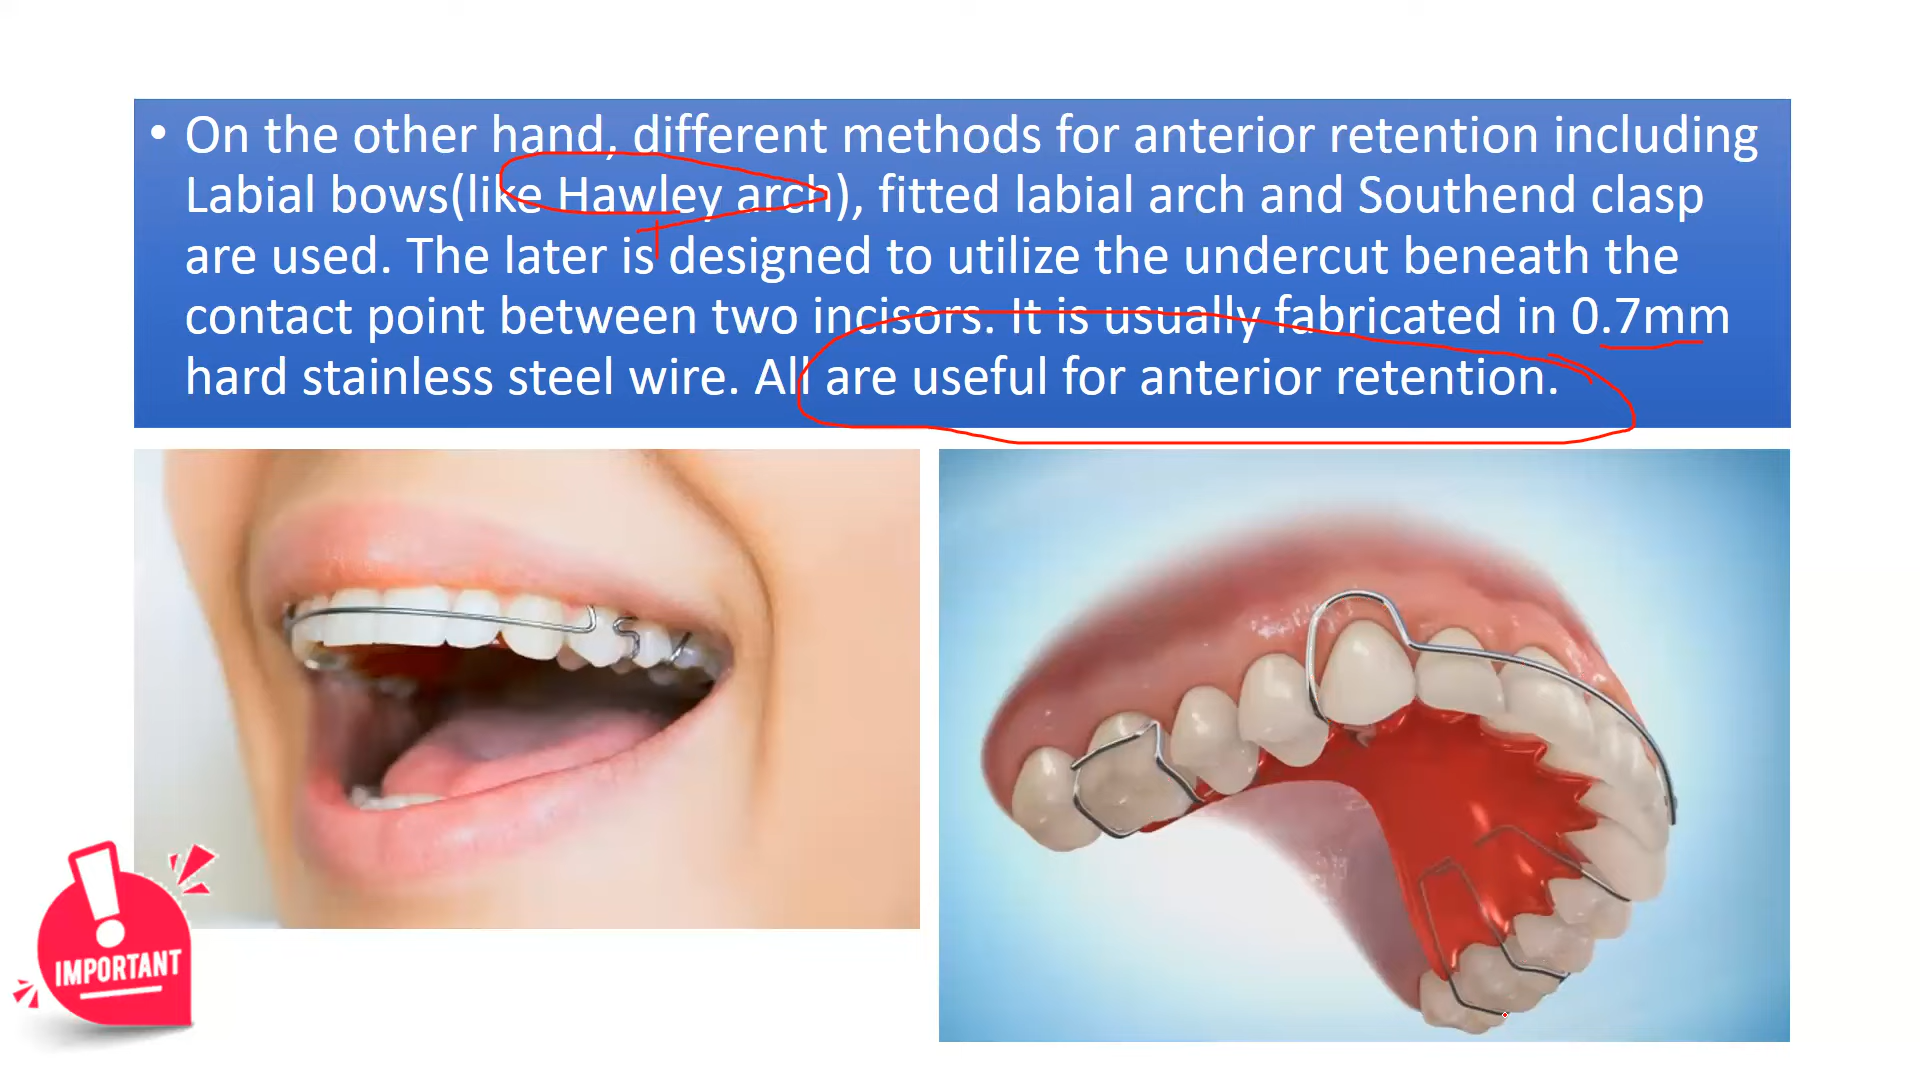 • On the other hand, different methods for anterior retention including
Labial bows(like Hawley arch), fitted labial arch and Southend clasp
are used. The later is designed to utilize the undercut beneath the
contact point between two incisors. It is usually fabricated in 0.7mm
hard stainless steel wire. All are useful for anterior retention.
IMPORTANT